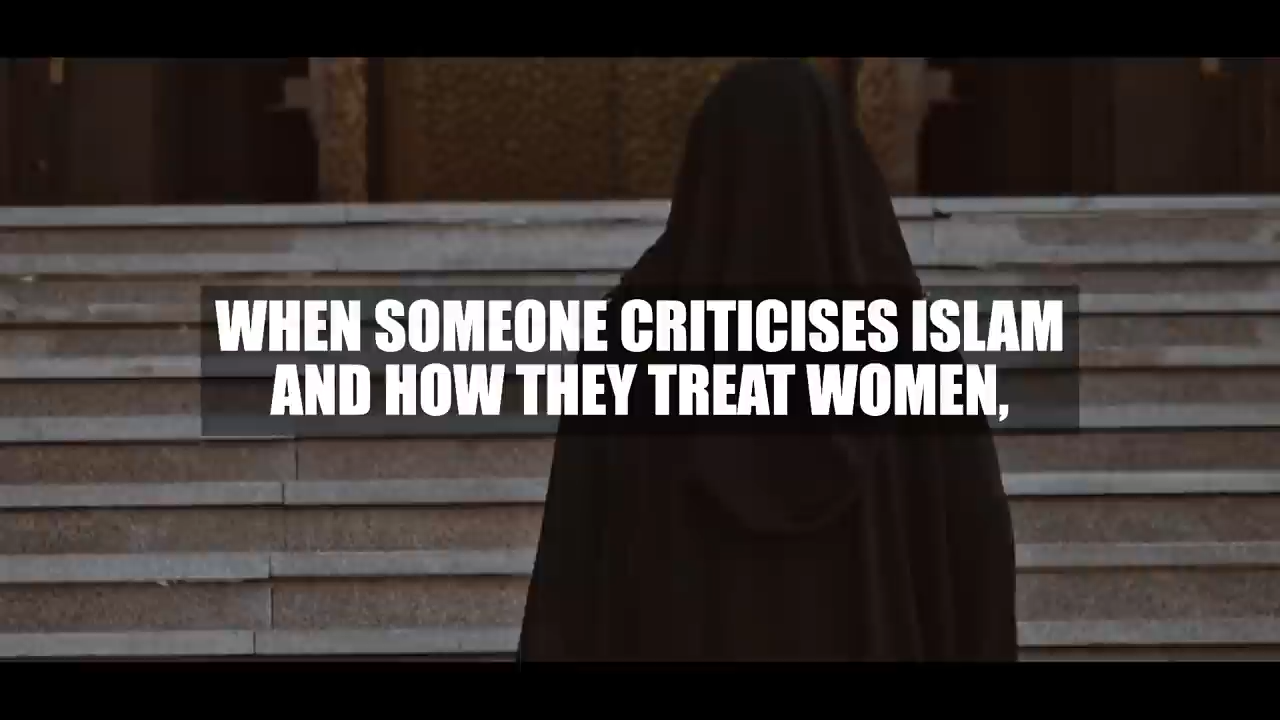 WHEN SOMEONE CRITICISES ISLAM
AND HOW THEY TREAT WOMEN,